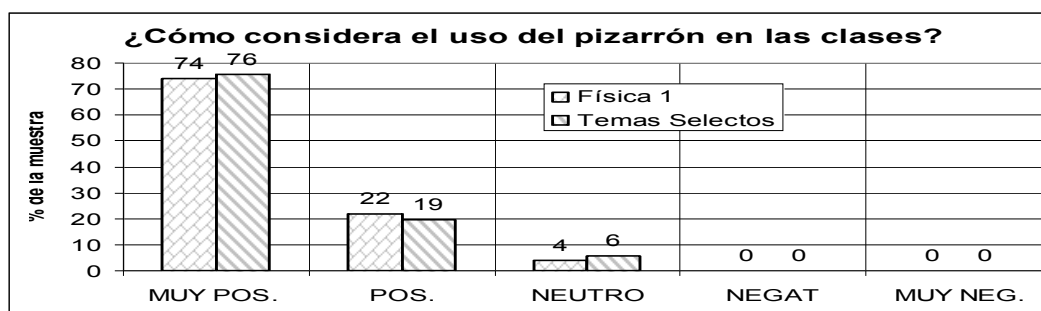 ¿Cómo considera el uso del pizarrón en las clases?
% de la muestra
80
70
60
50
40
30
20
10
0
74 76
22 19
4 6
0 0
0 0
Física 1
Temas Selectos
MUY POS. POS. NEUTRO NEGAT MUY NEG.